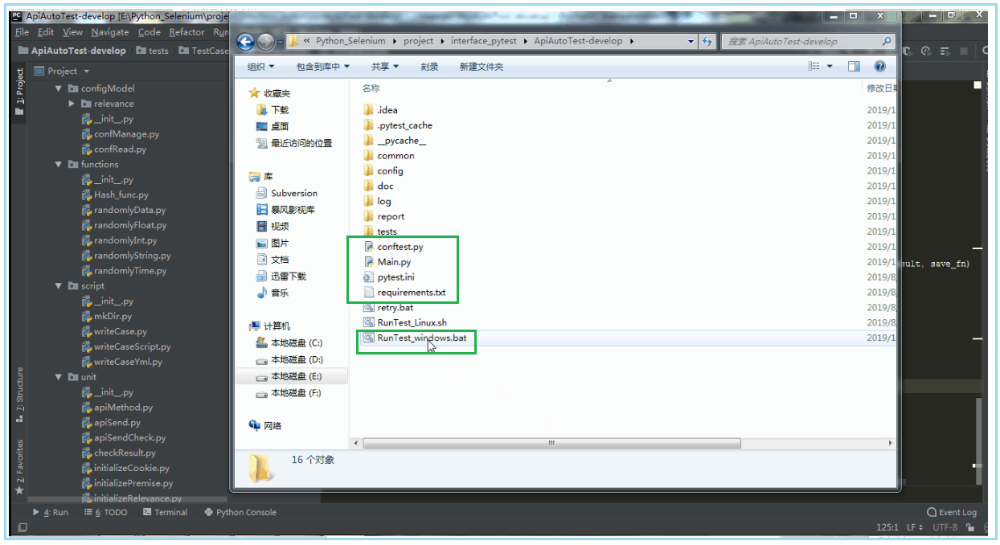 ApiAutoTest-develop [E:\Python_Selenium\proje
File Edit View Navigate Code Refactor Run
ApiAutoTest-develop tests TestCase
1: Project
7: Structure
2: Favorites
Project
configModel
relevance
__init__.py
confManage.py
confRead.py
functions
__init__.py
Hash_func.py
randomlyData.py
randomlyFloat.py
randomlyInt.py
randomlyString.py
randomlyTime.py
script
__init__.py
mkDir.py
writeCase.py
writeCaseScript.py
writeCaseYml.py
unit
__init__.py
apiMethod.py
apiSend.py
apiSendCheck.py
checkResult.py
initializeCookie.py
initializePremise.py
initializeRelevance.py
« Python_Selenium project interface_pytest ApiAutoTest-develop
搜索 ApiAutoTest-develop
组织 包含到库中 共享 刻录 新建文件夹
收藏夹
下载
桌面
最近访问的位置
库
Subversion
暴风影视库
视频
图片
文档
迅雷下载
音乐
计算机
本地磁盘 (C:)
本地磁盘 (D:)
本地磁盘 (E:)
本地磁盘 (F:)
网络
名称 修改日期
.idea 2019/1
.pytest_cache 2019/1
__pycache__ 2019/1
common 2019/1
config 2019/1
doc 2019/1
log 2019/1
report 2019/1
tests 2019/1
conftest.py 2019/1
Main.py 2019/1
pytest.ini 2019/8
requirements.txt 2019/8
retry.bat 2019/8
RunTest_Linux.sh 2019/8
RunTest_windows.bat 2019/1
16 个对象
sult, save_fn)
4: Run 6: TODO Terminal Python Console Event Log
125:1 LF UTF-8